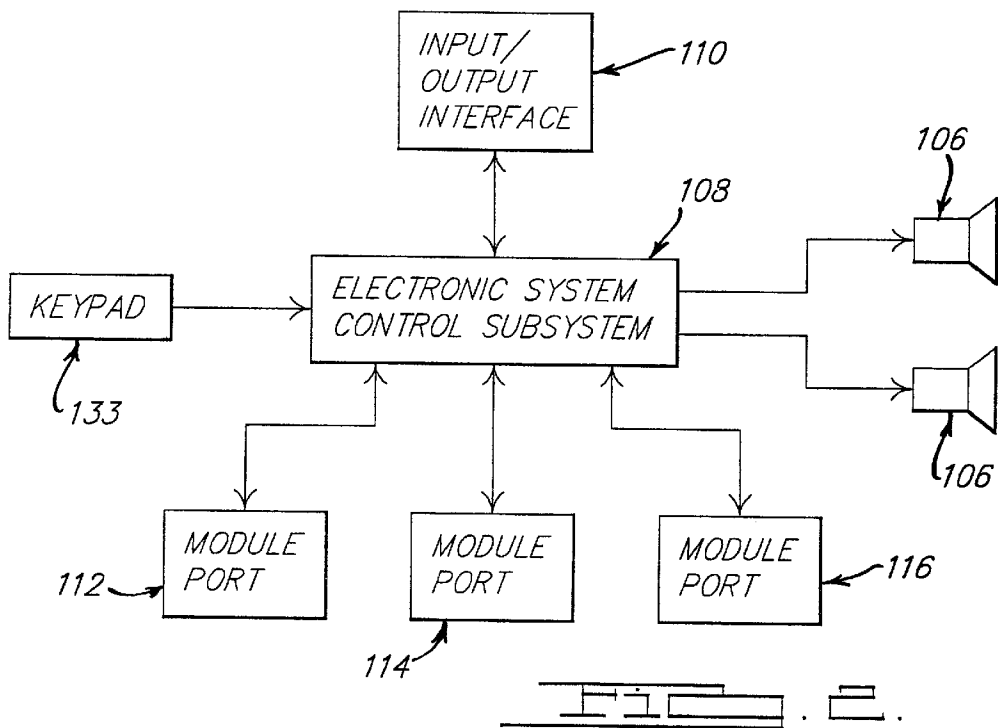 INPUT/
OUTPUT
INTERFACE
110
106
108
KEYPAD
ELECTRONIC SYSTEM
CONTROL SUBSYSTEM
133
106
MODULE
PORT
MODULE
PORT
MODULE
PORT
112
116
114